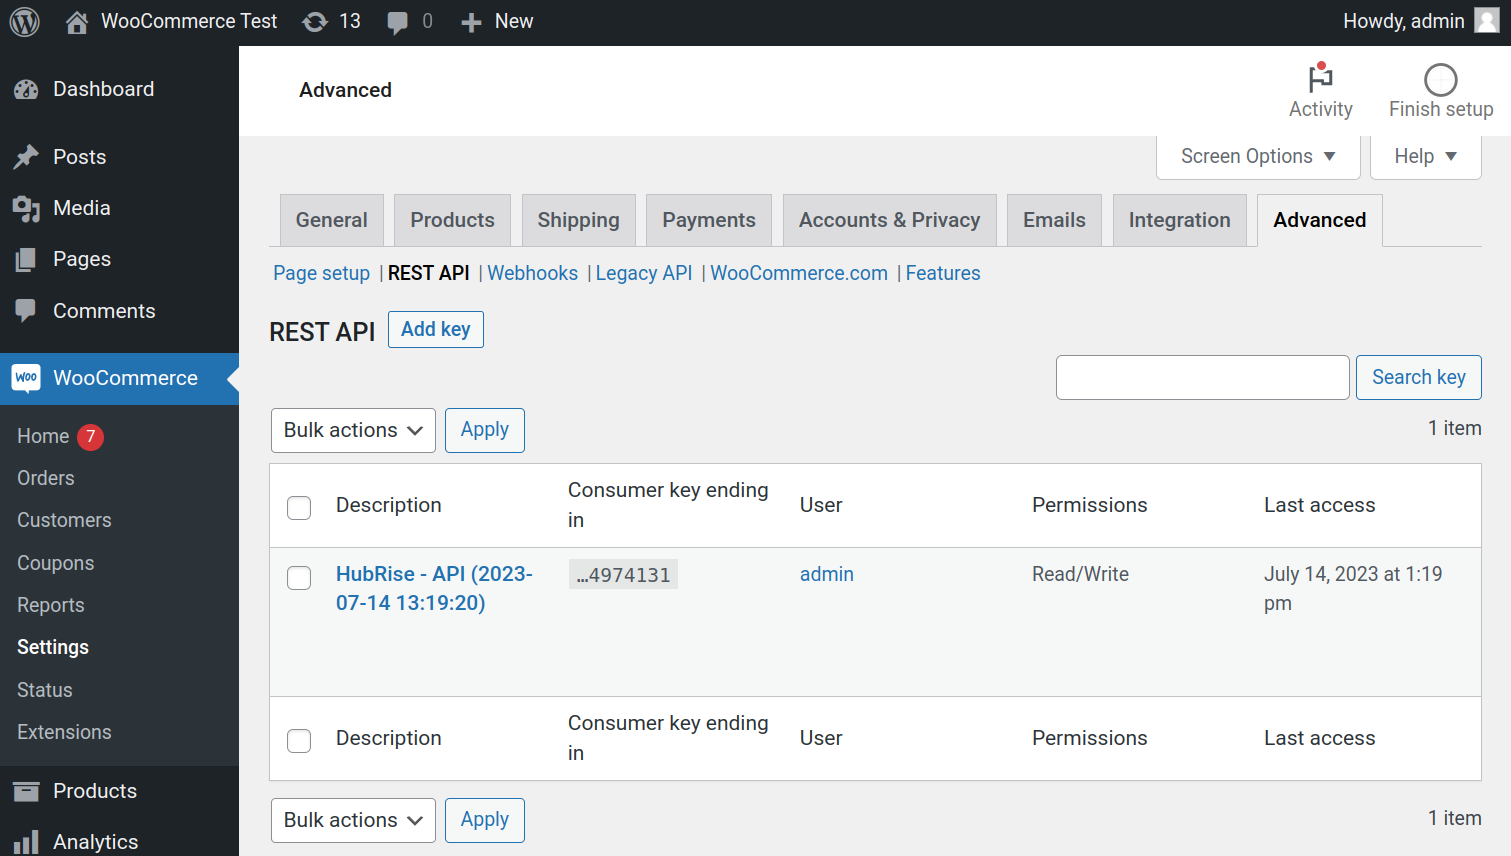 WooCommerce Test 13 0 New Howdy, admin
Dashboard
Posts
Media
Pages
Comments
WOO WooCommerce
Home 7
Orders
Customers
Coupons
Reports
Settings
Status
Extensions
Products
Analytics
Advanced
Activity Finish setup
Screen Options ▼ Help ▼
General Products Shipping Payments Accounts & Privacy Emails Integration Advanced
Page setup | REST API | Webhooks | Legacy API | WooCommerce.com | Features
REST API Add key
Search key
Bulk actions Apply 1 item
Description Consumer key ending in User Permissions Last access
HubRise - API (2023-07-14 13:19:20) …4974131 admin Read/Write July 14, 2023 at 1:19 pm
Description Consumer key ending in User Permissions Last access
Bulk actions Apply 1 item